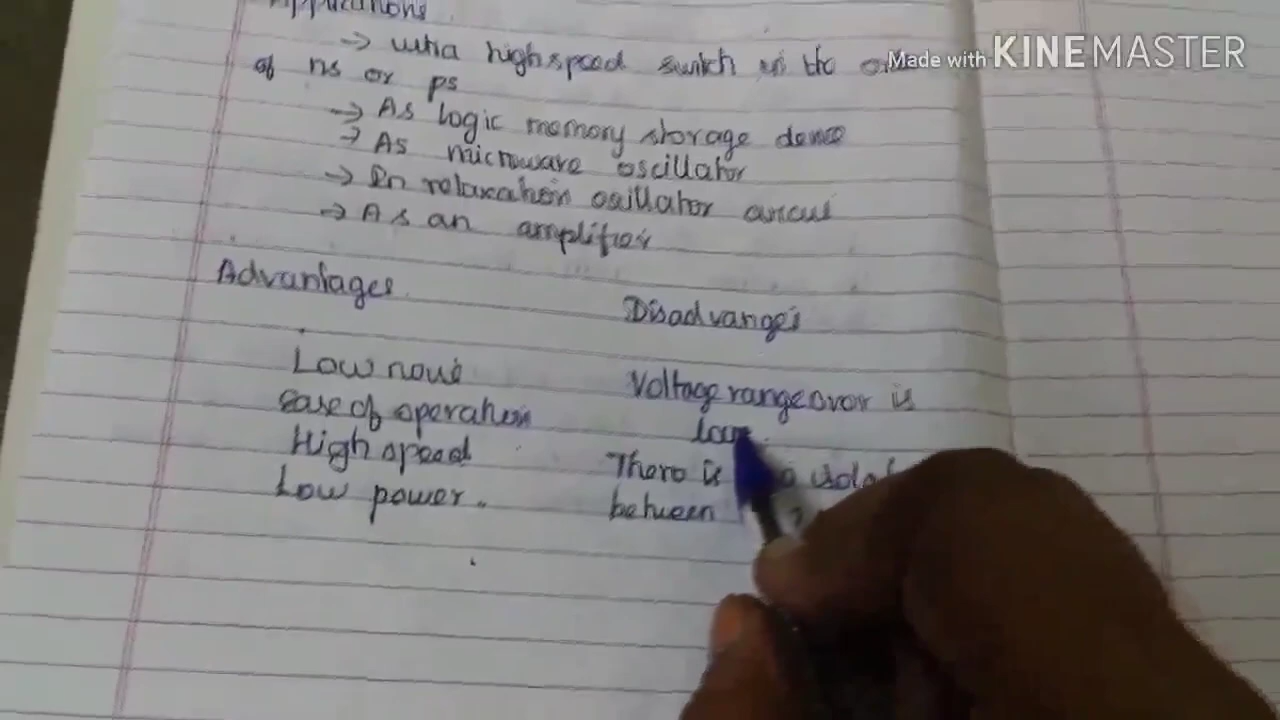 Applications
→ ultra high speed switch in the
of ns or ps
→ As logic memory storage device
→ As microwave oscillator
→ In relaxation oscillator circuit
→ As an amplifier
Advantages
Disadvanges
Low noise
Voltage range over is
Ease of operation
low
High speed
There is
Low power.
between
Made with KINEMASTER